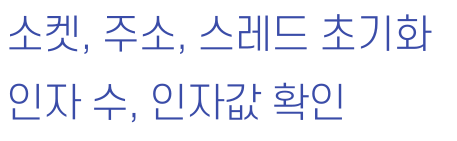 소켓, 주소, 스레드 초기화
인자 수, 인자값 확인